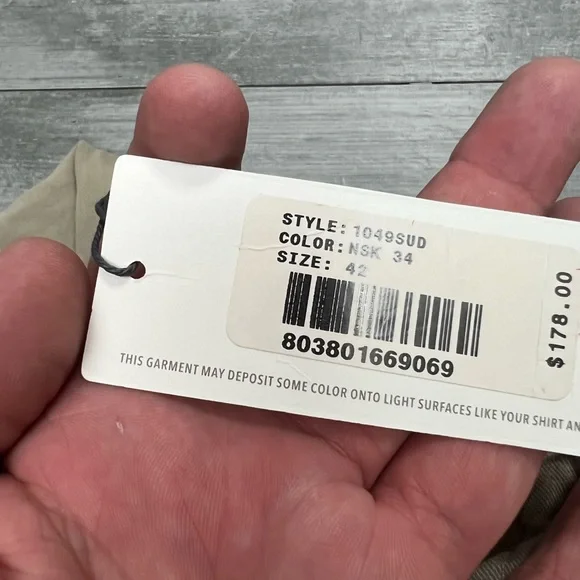 STYLE: 1049SUD
COLOR: NSK 34
SIZE: 42
803801669069
$178.00
THIS GARMENT MAY DEPOSIT SOME COLOR ONTO LIGHT SURFACES LIKE YOUR SHIRT AN